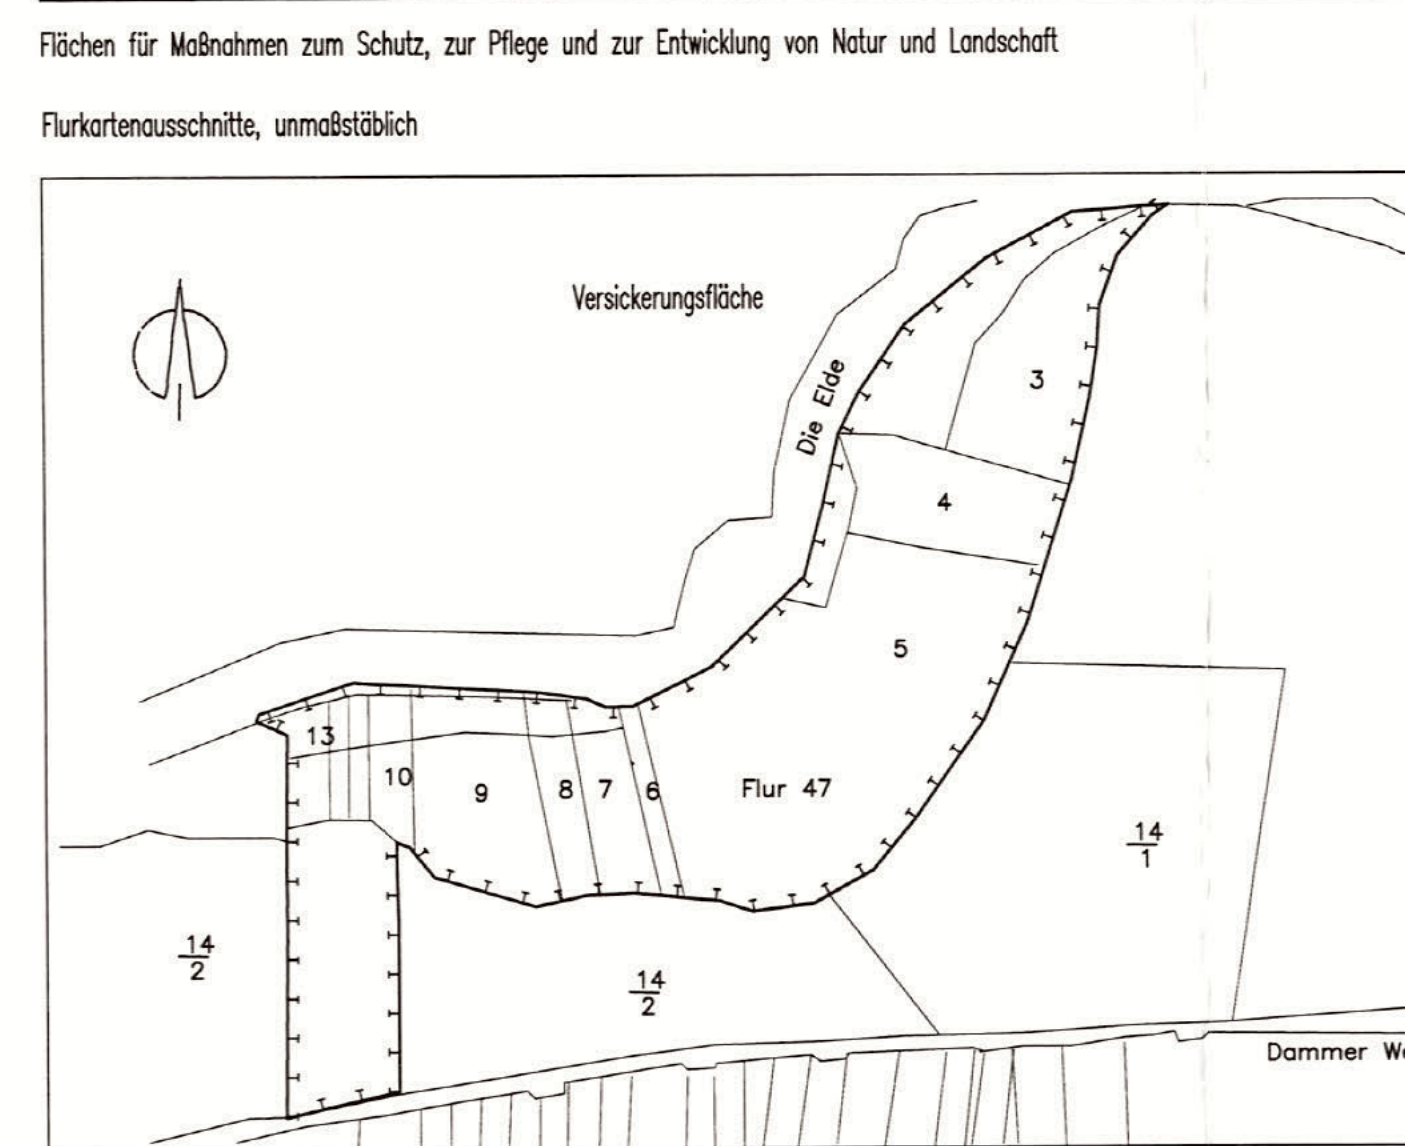 Flächen für Maßnahmen zum Schutz, zur Pflege und zur Entwicklung von Natur und Landschaft
Flurkartenausschnitte, unmaßstäblich
Versickerungsfläche
Die Elde
3
4
5
13
10
9
8
7
6
Flur 47
14
1
14
2
14
2
Dammer